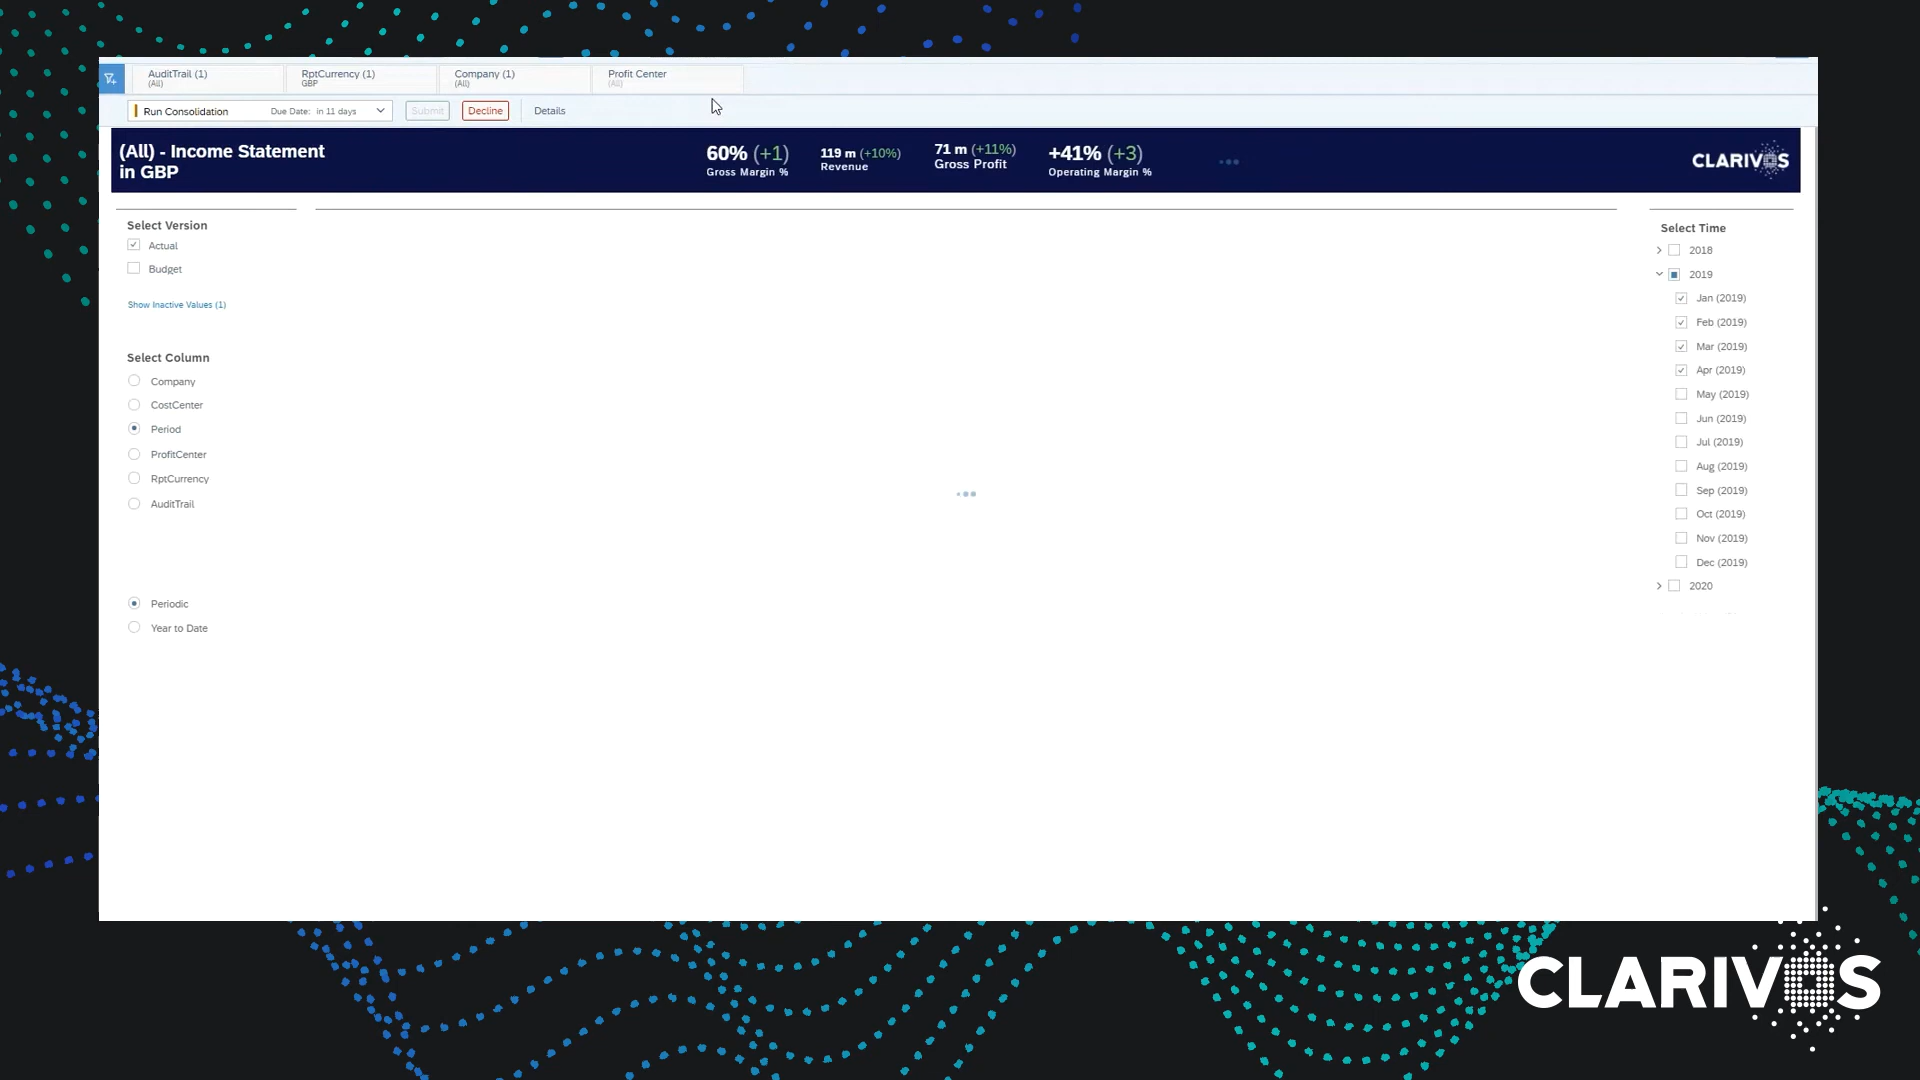 AuditTrail (1)
(All)
RptCurrency (1)
GBP
Company (1)
(All)
Profit Center
(All)
Run Consolidation
Due Date: in 11 days
Submit
Decline
Details
(All) - Income Statement
in GBP
60% (+1)
Gross Margin %
119 m (+10%)
Revenue
71 m (+11%)
Gross Profit
+41% (+3)
Operating Margin %
CLARIVOS
Select Version
Actual
Budget
Show Inactive Values (1)
Select Column
Company
CostCenter
Period
ProfitCenter
RptCurrency
AuditTrail
Periodic
Year to Date
Select Time
2018
2019
Jan (2019)
Feb (2019)
Mar (2019)
Apr (2019)
May (2019)
Jun (2019)
Jul (2019)
Aug (2019)
Sep (2019)
Oct (2019)
Nov (2019)
Dec (2019)
2020
CLARIVOS